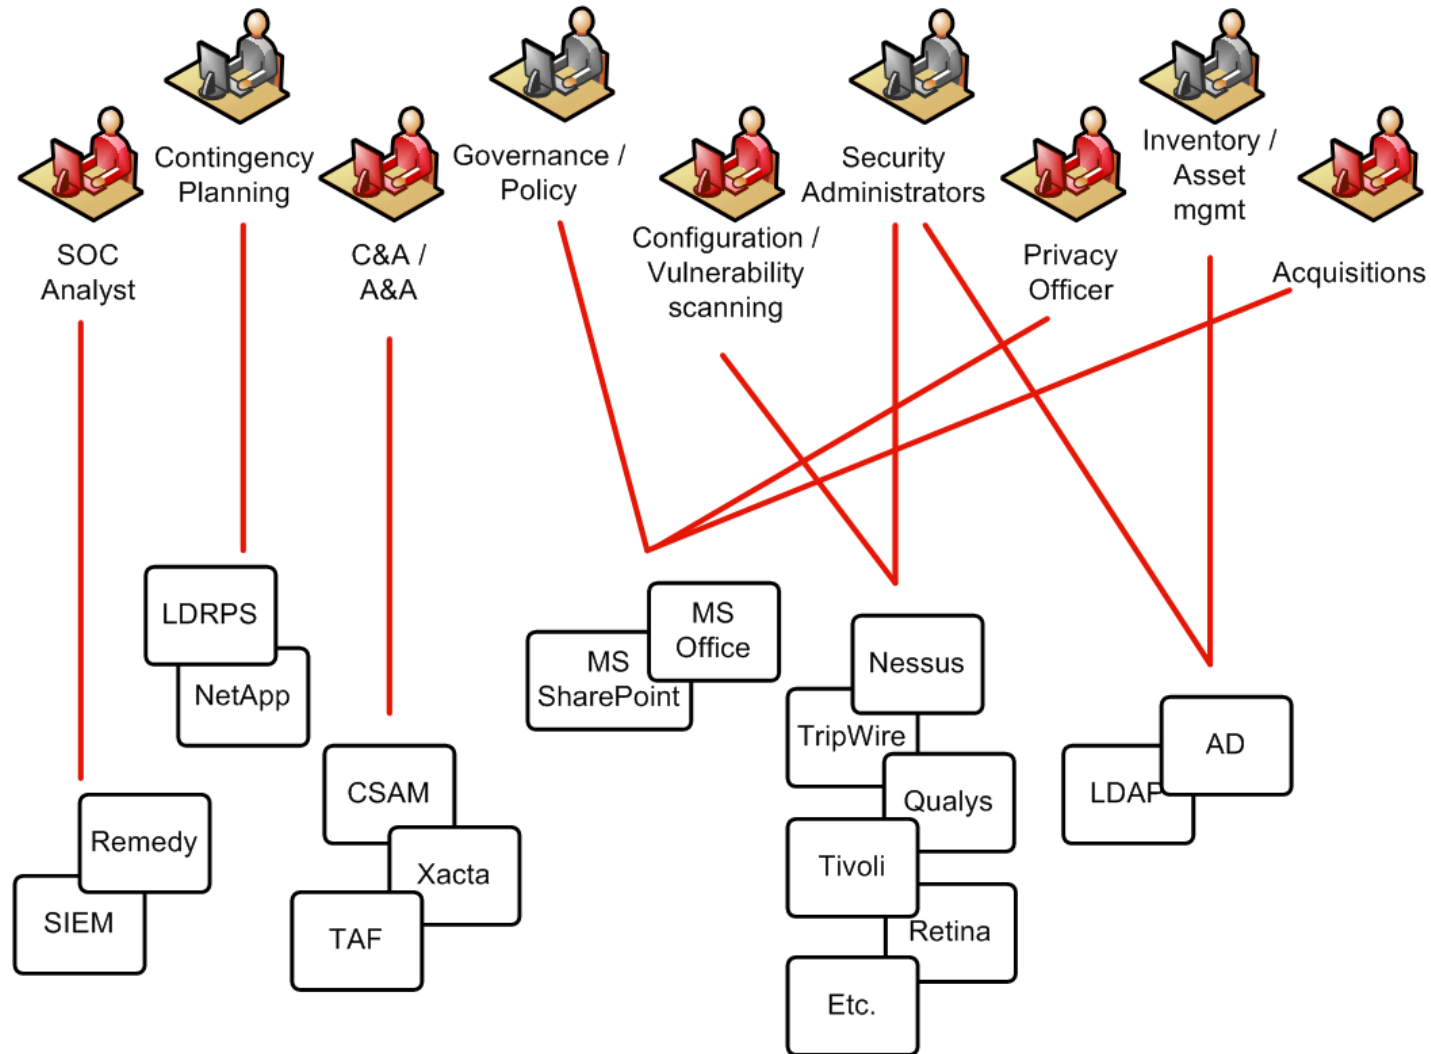 Contingency
Planning
Governance /
Policy
Security
Administrators
Inventory /
Asset
mgmt
SOC
Analyst
C&A /
A&A
Configuration /
Vulnerability
scanning
Privacy
Officer
Acquisitions
LDRPS
NetApp
MS
Office
MS
SharePoint
Nessus
TripWire
Qualys
Tivoli
Retina
Etc.
AD
LDAP
CSAM
Xacta
TAF
Remedy
SIEM